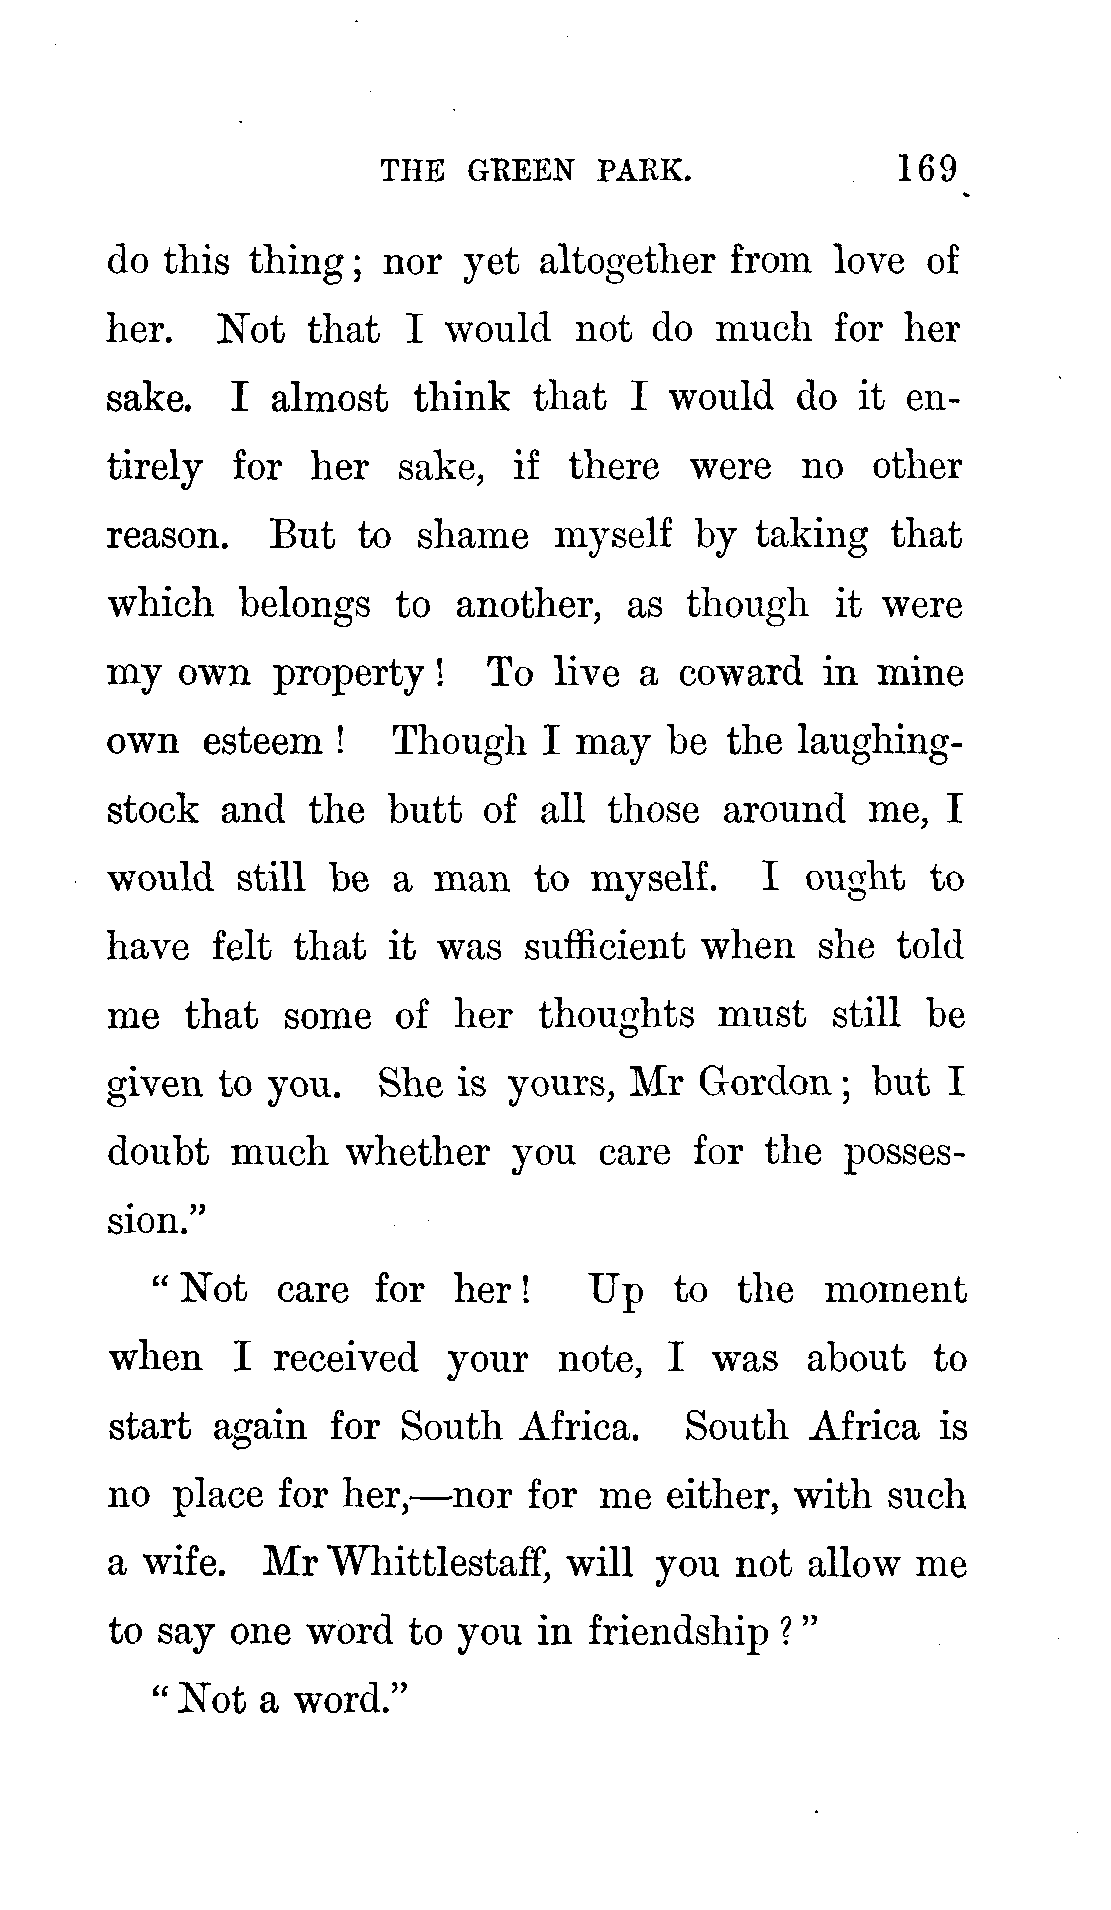 THE GREEN PARK. 169
do this thing; nor yet altogether from love of
her. Not that I would not do much for her
sake. I almost think that I would do it en-
tirely for her sake, if there were no other
reason. But to shame myself by taking that
which belongs to another, as though it were
my own property! To live a coward in mine
own esteem! Though I may be the laughing-
stock and the butt of all those around me, I
would still be a man to myself. I ought to
have felt that it was sufficient when she told
me that some of her thoughts must still be
given to you. She is yours, Mr Gordon; but I
doubt much whether you care for the posses-
sion."
"Not care for her! Up to the moment
when I received your note, I was about to
start again for South Africa. South Africa is
no place for her,—nor for me either, with such
a wife. Mr Whittlestaff, will you not allow me
to say one word to you in friendship?"
"Not a word."